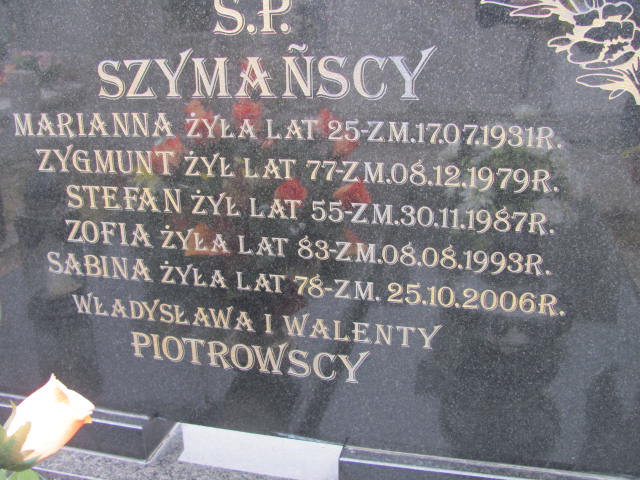 Ś.P.
SZYMAÑSCY
MARIANNA ŻYŁA LAT 25-ZM.17.07.1931R.
ZYGMUNT ŻYŁ LAT 77-ZM.08.12.1979R.
STEFAN ŻYŁ LAT 55-ZM.30.11.1987R.
ZOFIA ŻYŁA LAT 83-ZM.08.08.1993R.
SABINA ŻYŁA LAT 78-ZM. 25.10.2006R.
WŁADYSŁAWA I WALENTY
PIOTROWSCY